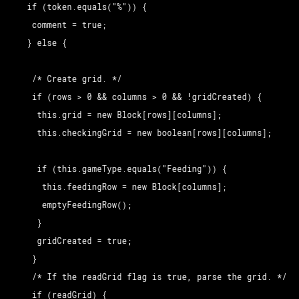 if (token.equals("%")) {
comment = true;
} else {
/* Create grid. */
if (rows > 0 && columns > 0 && !gridCreated) {
this.grid = new Block[rows][columns];
this.checkingGrid = new boolean[rows][columns];
if (this.gameType.equals("Feeding")) {
this.feedingRow = new Block[columns];
emptyFeedingRow();
}
gridCreated = true;
}
/* If the readGrid flag is true, parse the grid. */
if (readGrid) {